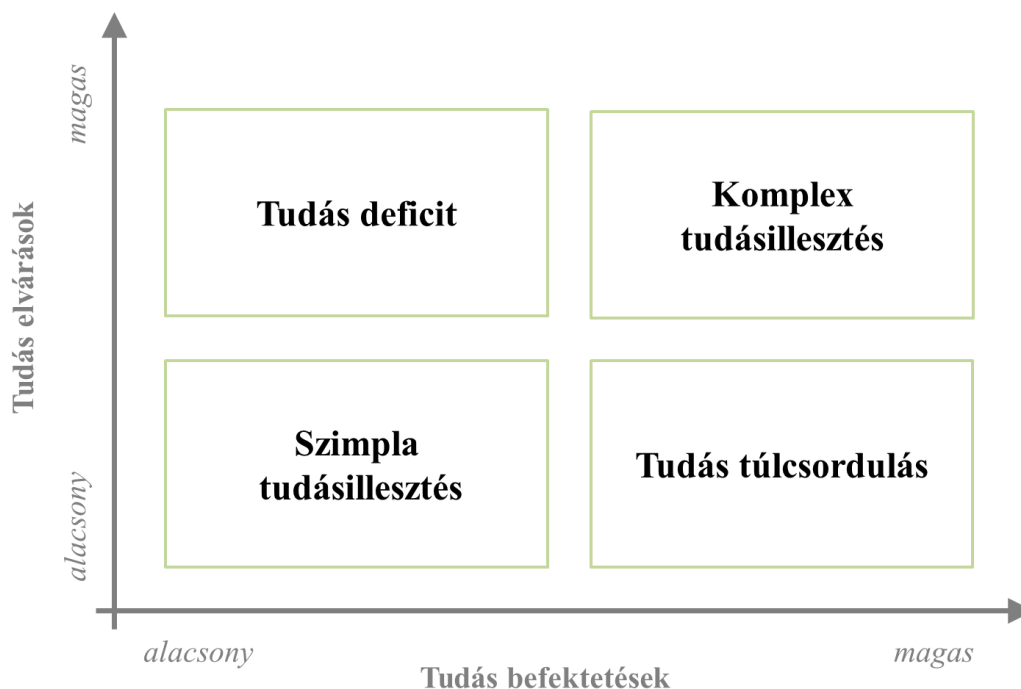 magas
Tudás elvárások
alacsony
Tudás deficit
Komplex
tudásillesztés
Szimpla
tudásillesztés
Tudás túlcsordulás
alacsony
magas
Tudás befektetések